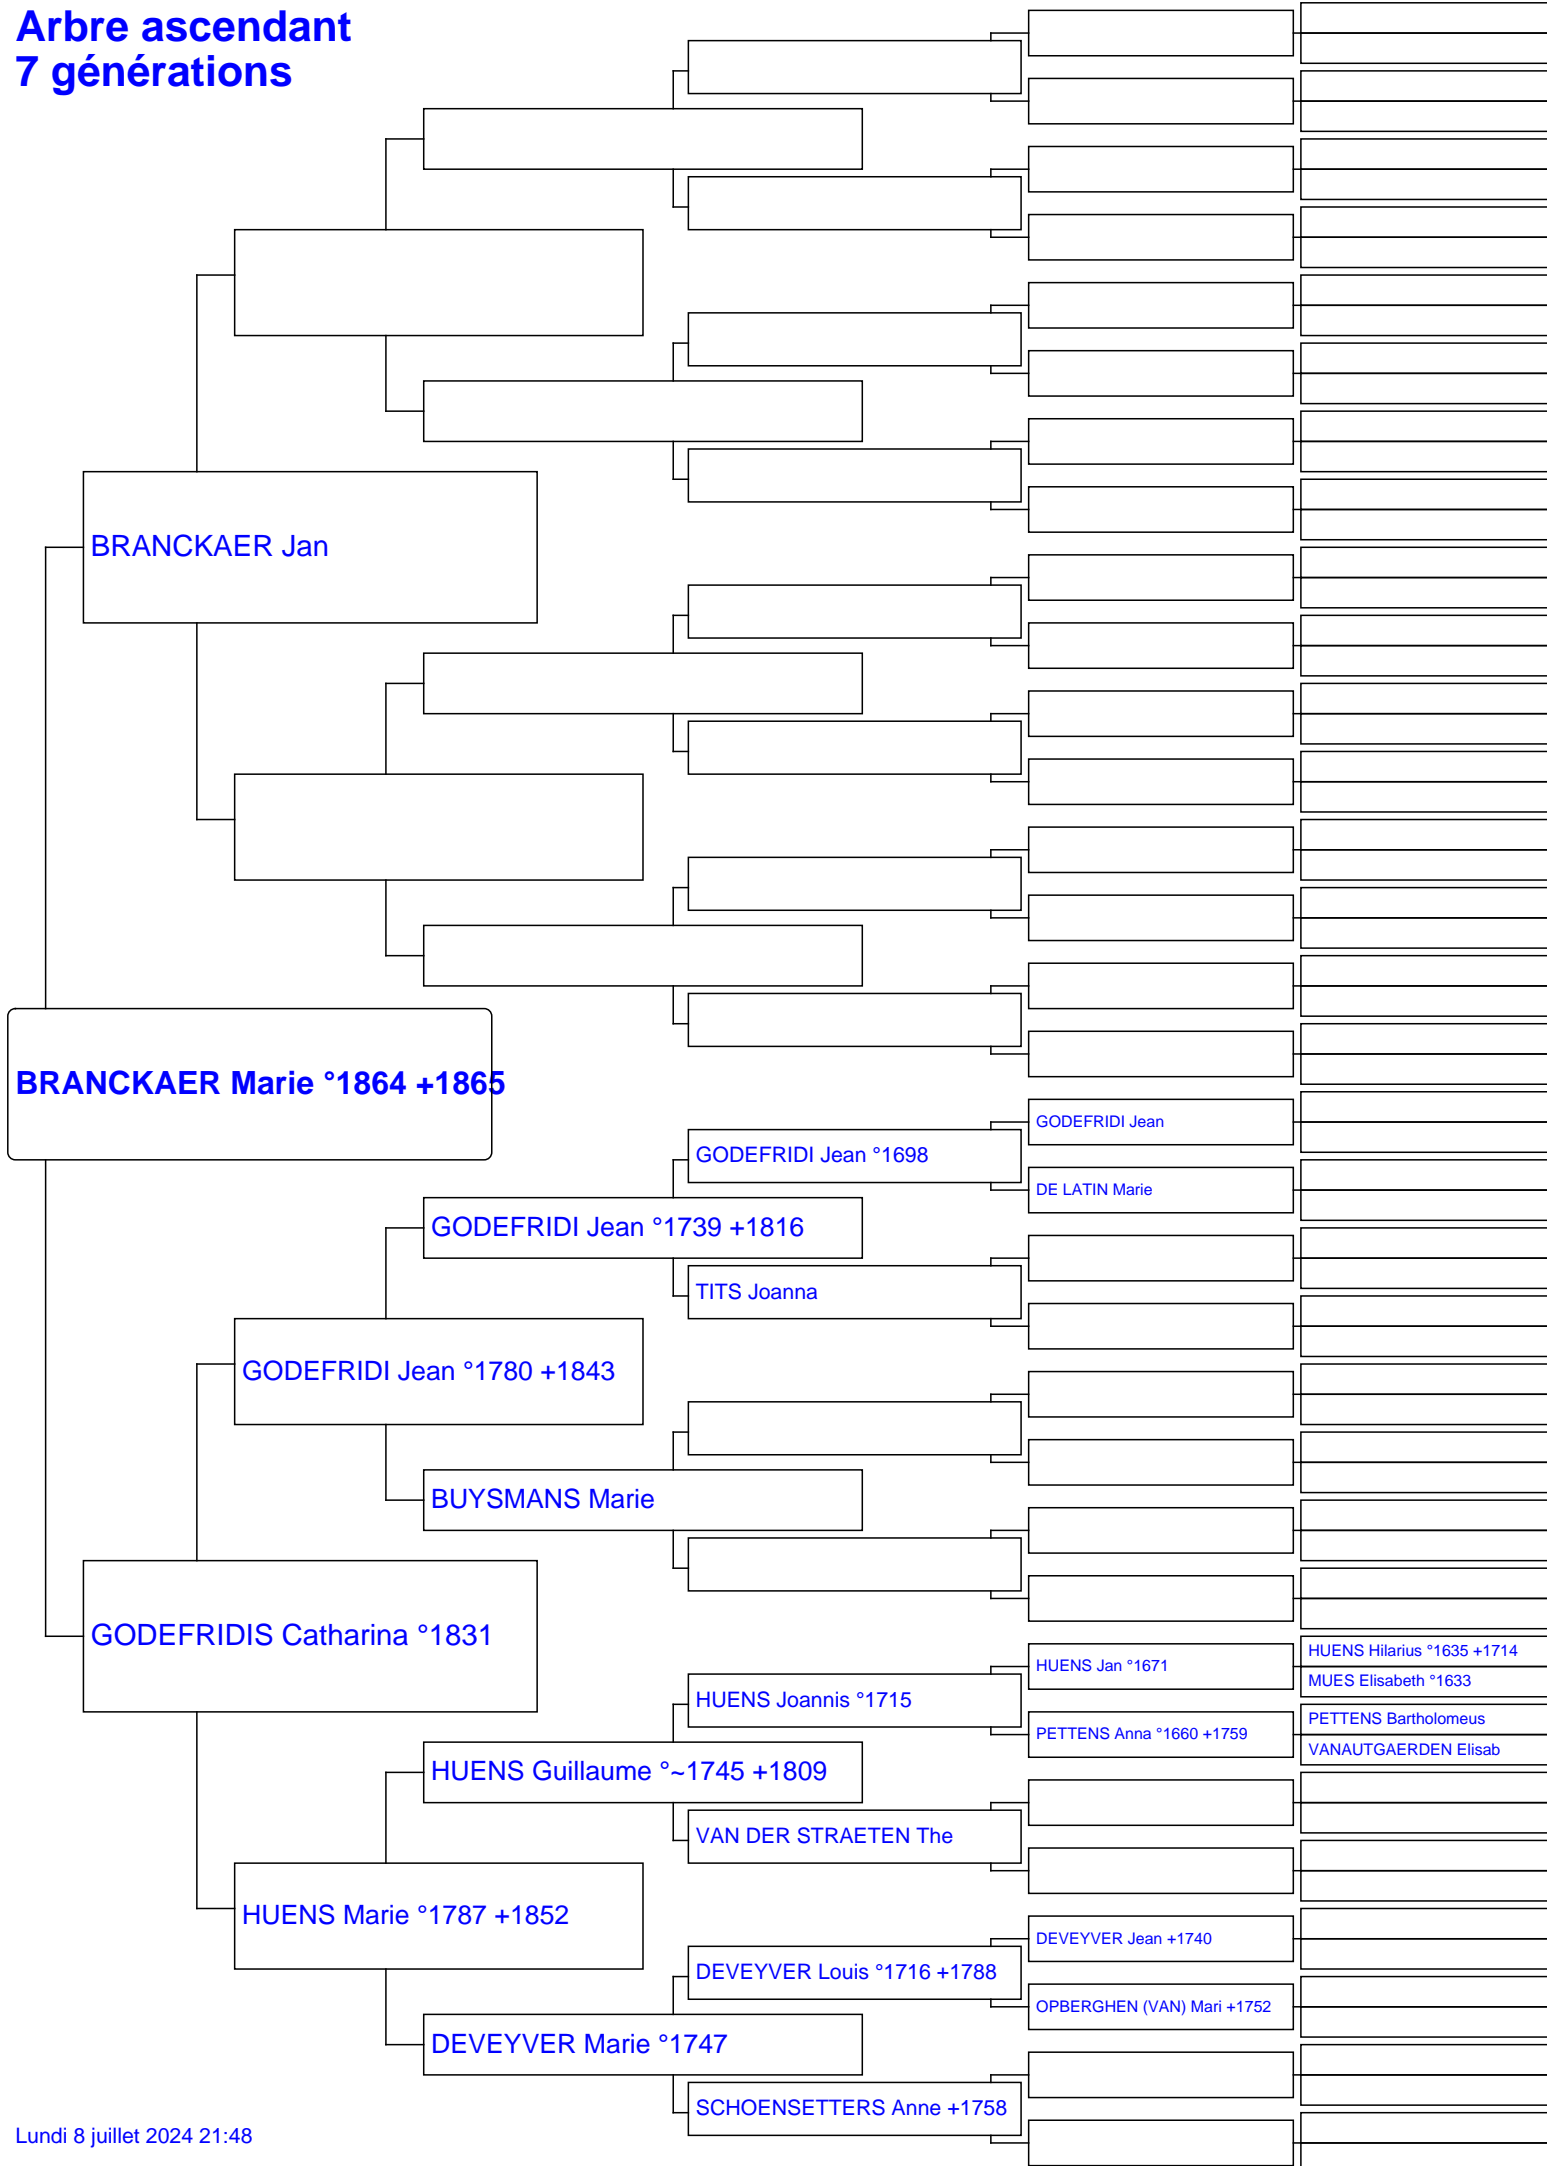 Arbre ascendant
7 générations
BRANCKAER Jan
BRANCKAER Marie °1864 +1865
GODEFRIDI Jean
GODEFRIDI Jean °1698
DE LATIN Marie
GODEFRIDI Jean °1739 +1816
TITS Joanna
GODEFRIDI Jean °1780 +1843
BUYSMANS Marie
GODEFRIDIS Catharina °1831
HUENS Hilarius °1635 +1714
HUENS Jan °1671
MUES Elisabeth °1633
HUENS Joannis °1715
PETTENS Bartholomeus
PETTENS Anna °1660 +1759
VANAUTGAERDEN Elisab
HUENS Guillaume °~1745 +1809
VAN DER STRAETEN The
HUENS Marie °1787 +1852
DEVEYVER Jean +1740
DEVEYVER Louis °1716 +1788
OPBERGHEN (VAN) Mari +1752
DEVEYVER Marie °1747
SCHOENSETTERS Anne +1758
Lundi 8 juillet 2024 21:48